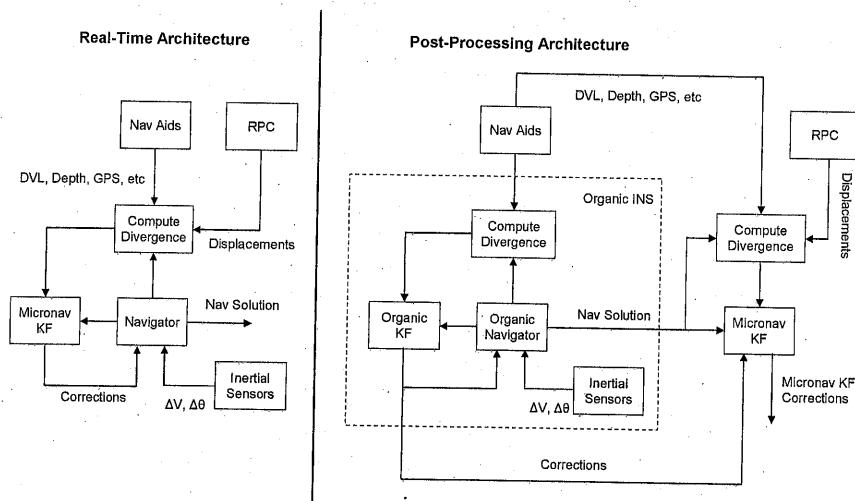 Real-Time Architecture
Nav Aids
RPC
DVL, Depth, GPS, etc
Compute
Divergence
Displacements
Nav Solution
Micronav
KF
Navigator
Corrections
ΔV, Δθ
Inertial
Sensors
Post-Processing Architecture
DVL, Depth, GPS, etc
Nav Aids
RPC
Organic INS
Displacements
Compute
Divergence
Compute
Divergence
Nav Solution
Organic
KF
Organic
Navigator
Micronav
KF
Inertial
Sensors
ΔV, Δθ
Micronav KF
Corrections
Corrections